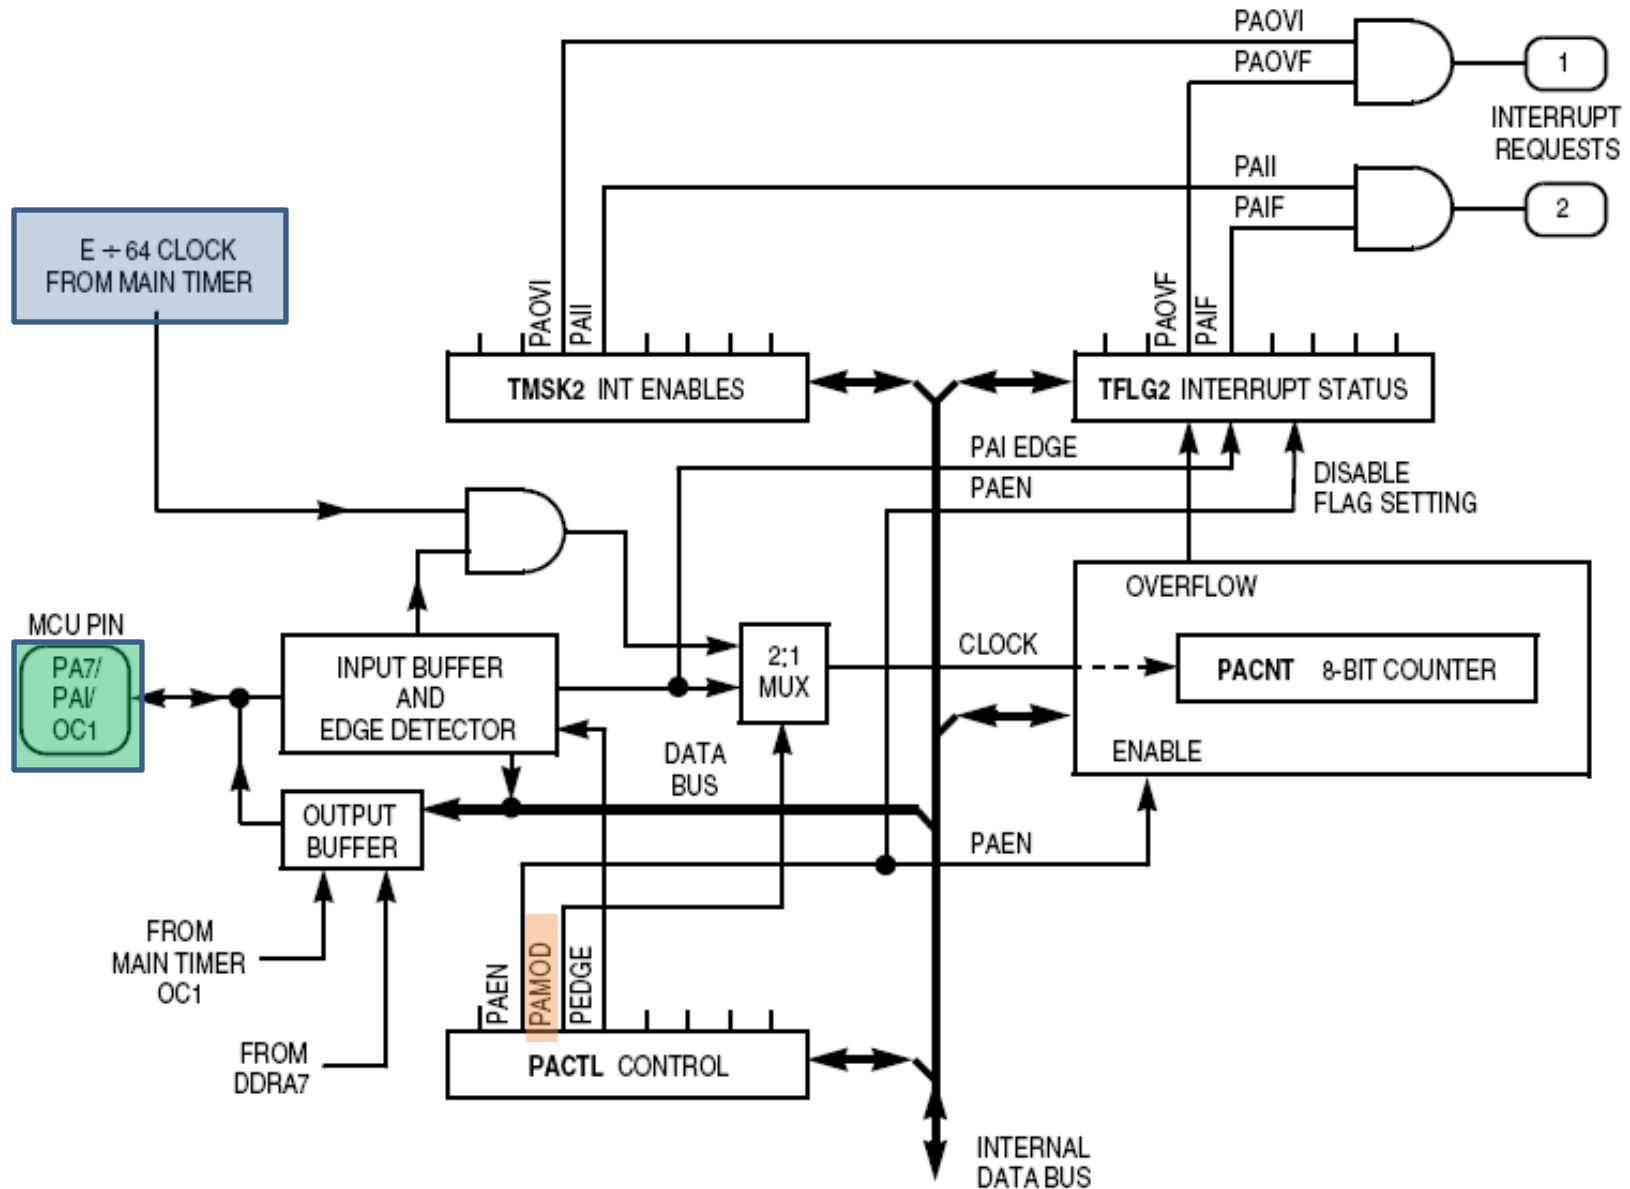 PAOVI
PAOVF
1
INTERRUPT
REQUESTS
PAII
PAIF
2
E ÷ 64 CLOCK
FROM MAIN TIMER
PAOVI
PAII
PAOVF
PAIF
TMSK2 INT ENABLES
TFLG2 INTERRUPT STATUS
PAI EDGE
PAEN
DISABLE
FLAG SETTING
OVERFLOW
MCU PIN
PA7/
PAI/
OC1
INPUT BUFFER
AND
EDGE DETECTOR
2:1
MUX
CLOCK
PACNT 8-BIT COUNTER
ENABLE
DATA
BUS
OUTPUT
BUFFER
PAEN
FROM
MAIN TIMER
OC1
PAEN
PAMOD
PEDGE
FROM
DDRA7
PACTL CONTROL
INTERNAL
DATA BUS